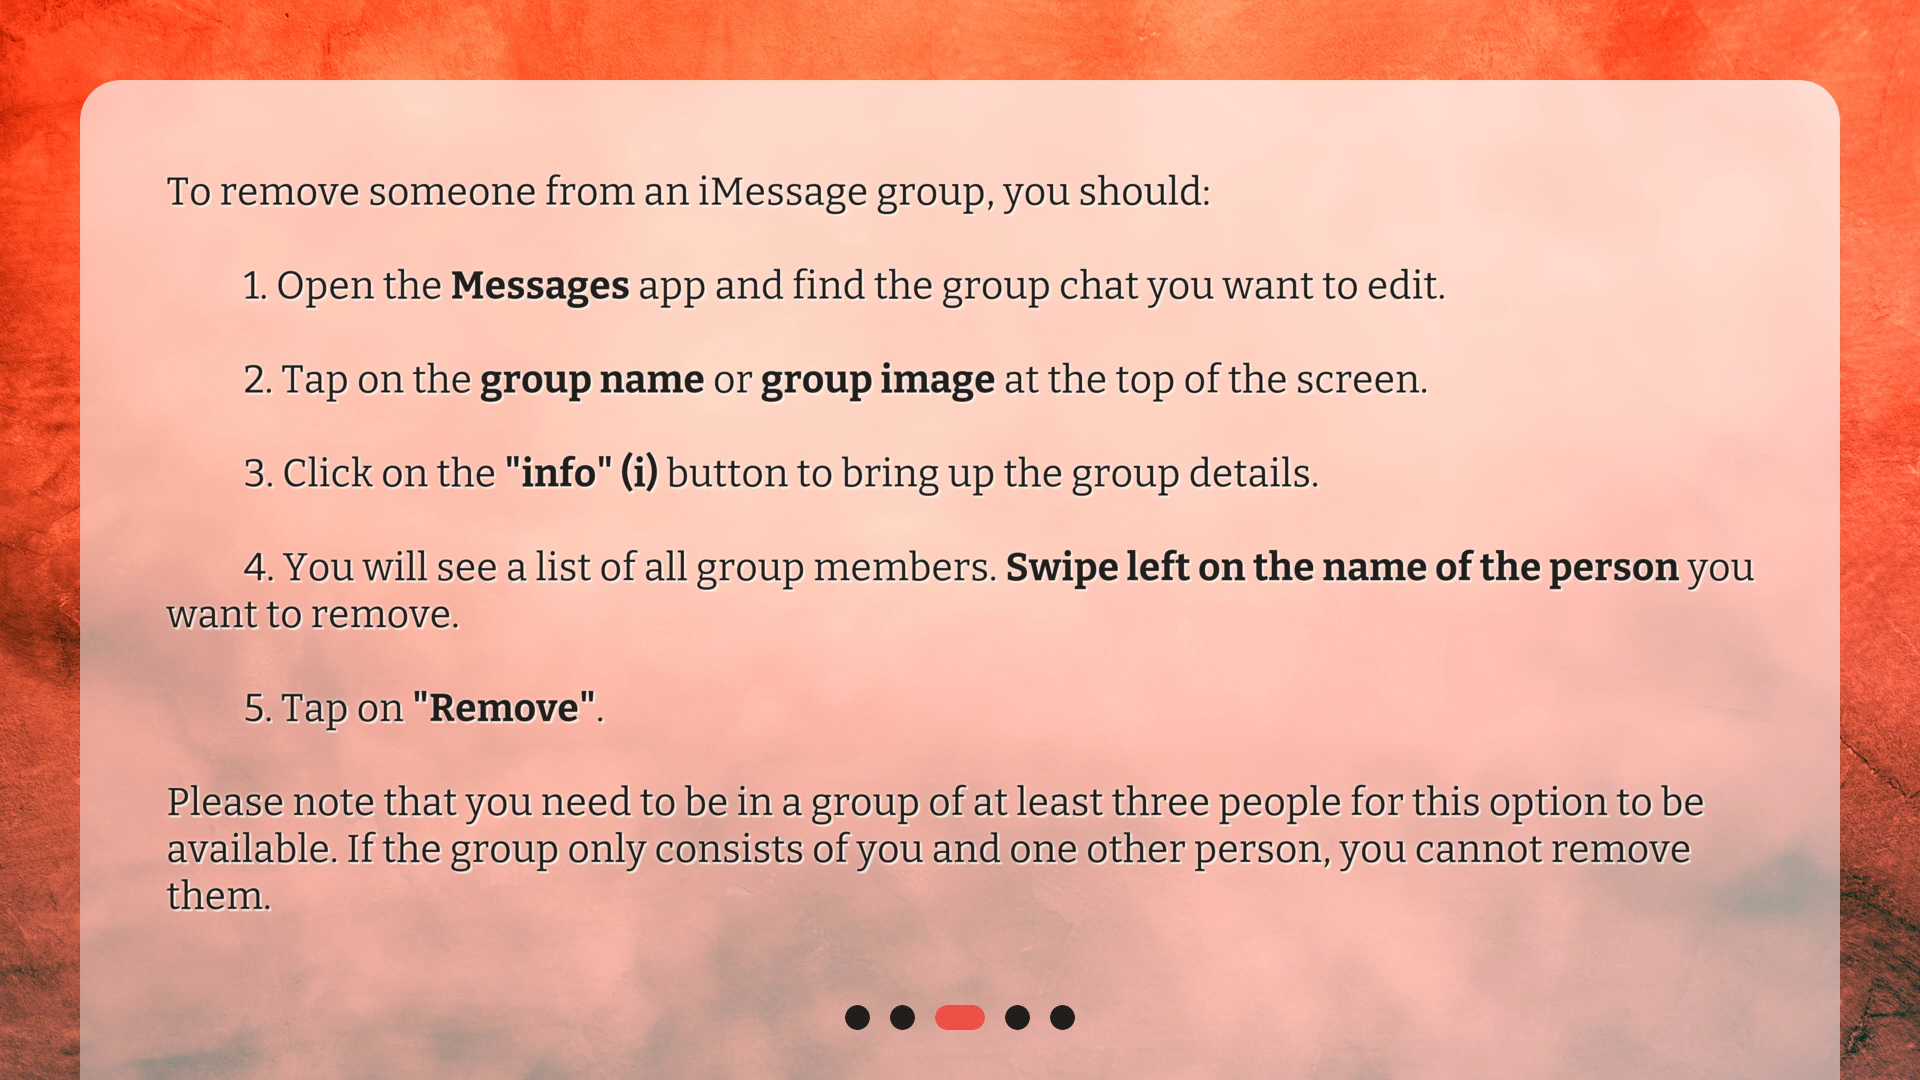 To remove someone from an iMessage group, you should:
1. Open the Messages app and find the group chat you want to edit.
2. Tap on the group name or group image at the top of the screen.
3. Click on the "info" (i) button to bring up the group details.
4. You will see a list of all group members. Swipe left on the name of the person you
want to remove.
5. Tap on "Remove".
Please note that you need to be in a group of at least three people for this option to be
available. If the group only consists of you and one other person, you cannot remove
them.